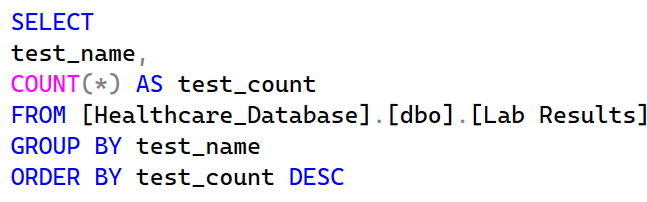 SELECT
test_name,
COUNT(*) AS test_count
FROM [Healthcare_Database].[dbo].[Lab Results]
GROUP BY test_name
ORDER BY test_count DESC